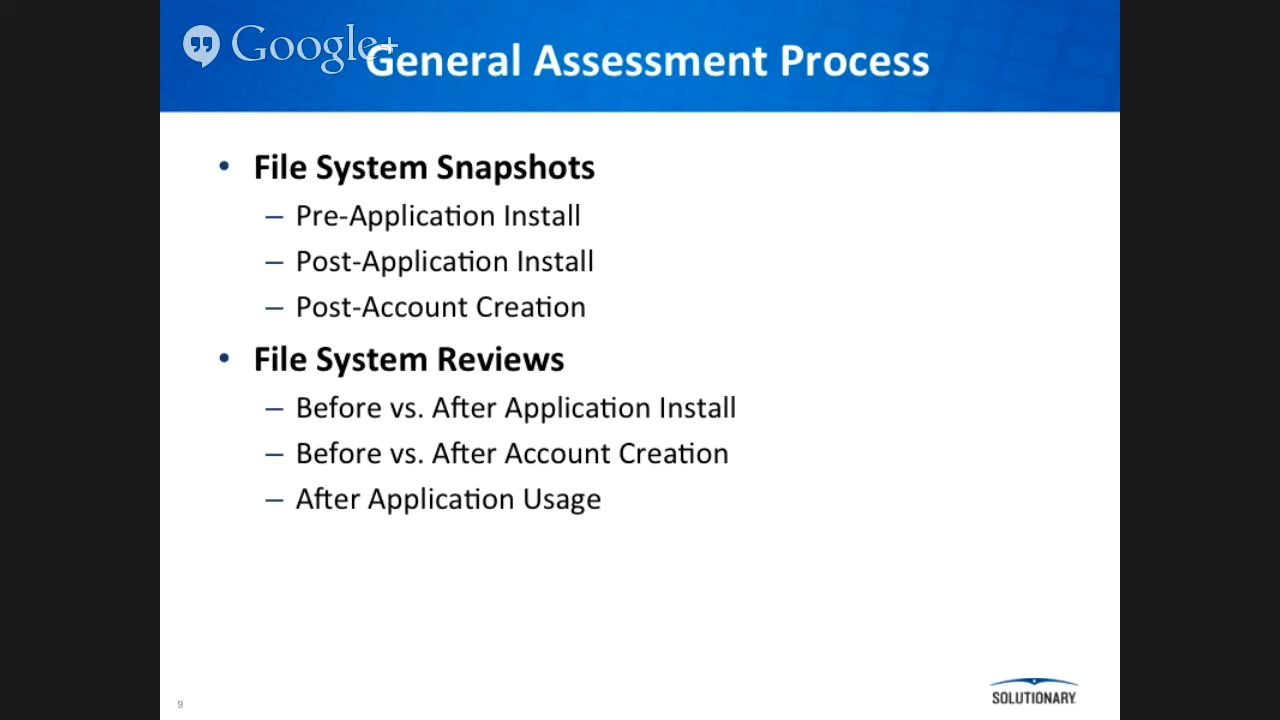 Google+
General Assessment Process
• File System Snapshots
– Pre-Application Install
– Post-Application Install
– Post-Account Creation
• File System Reviews
– Before vs. After Application Install
– Before vs. After Account Creation
– After Application Usage
9
SOLUTIONARY